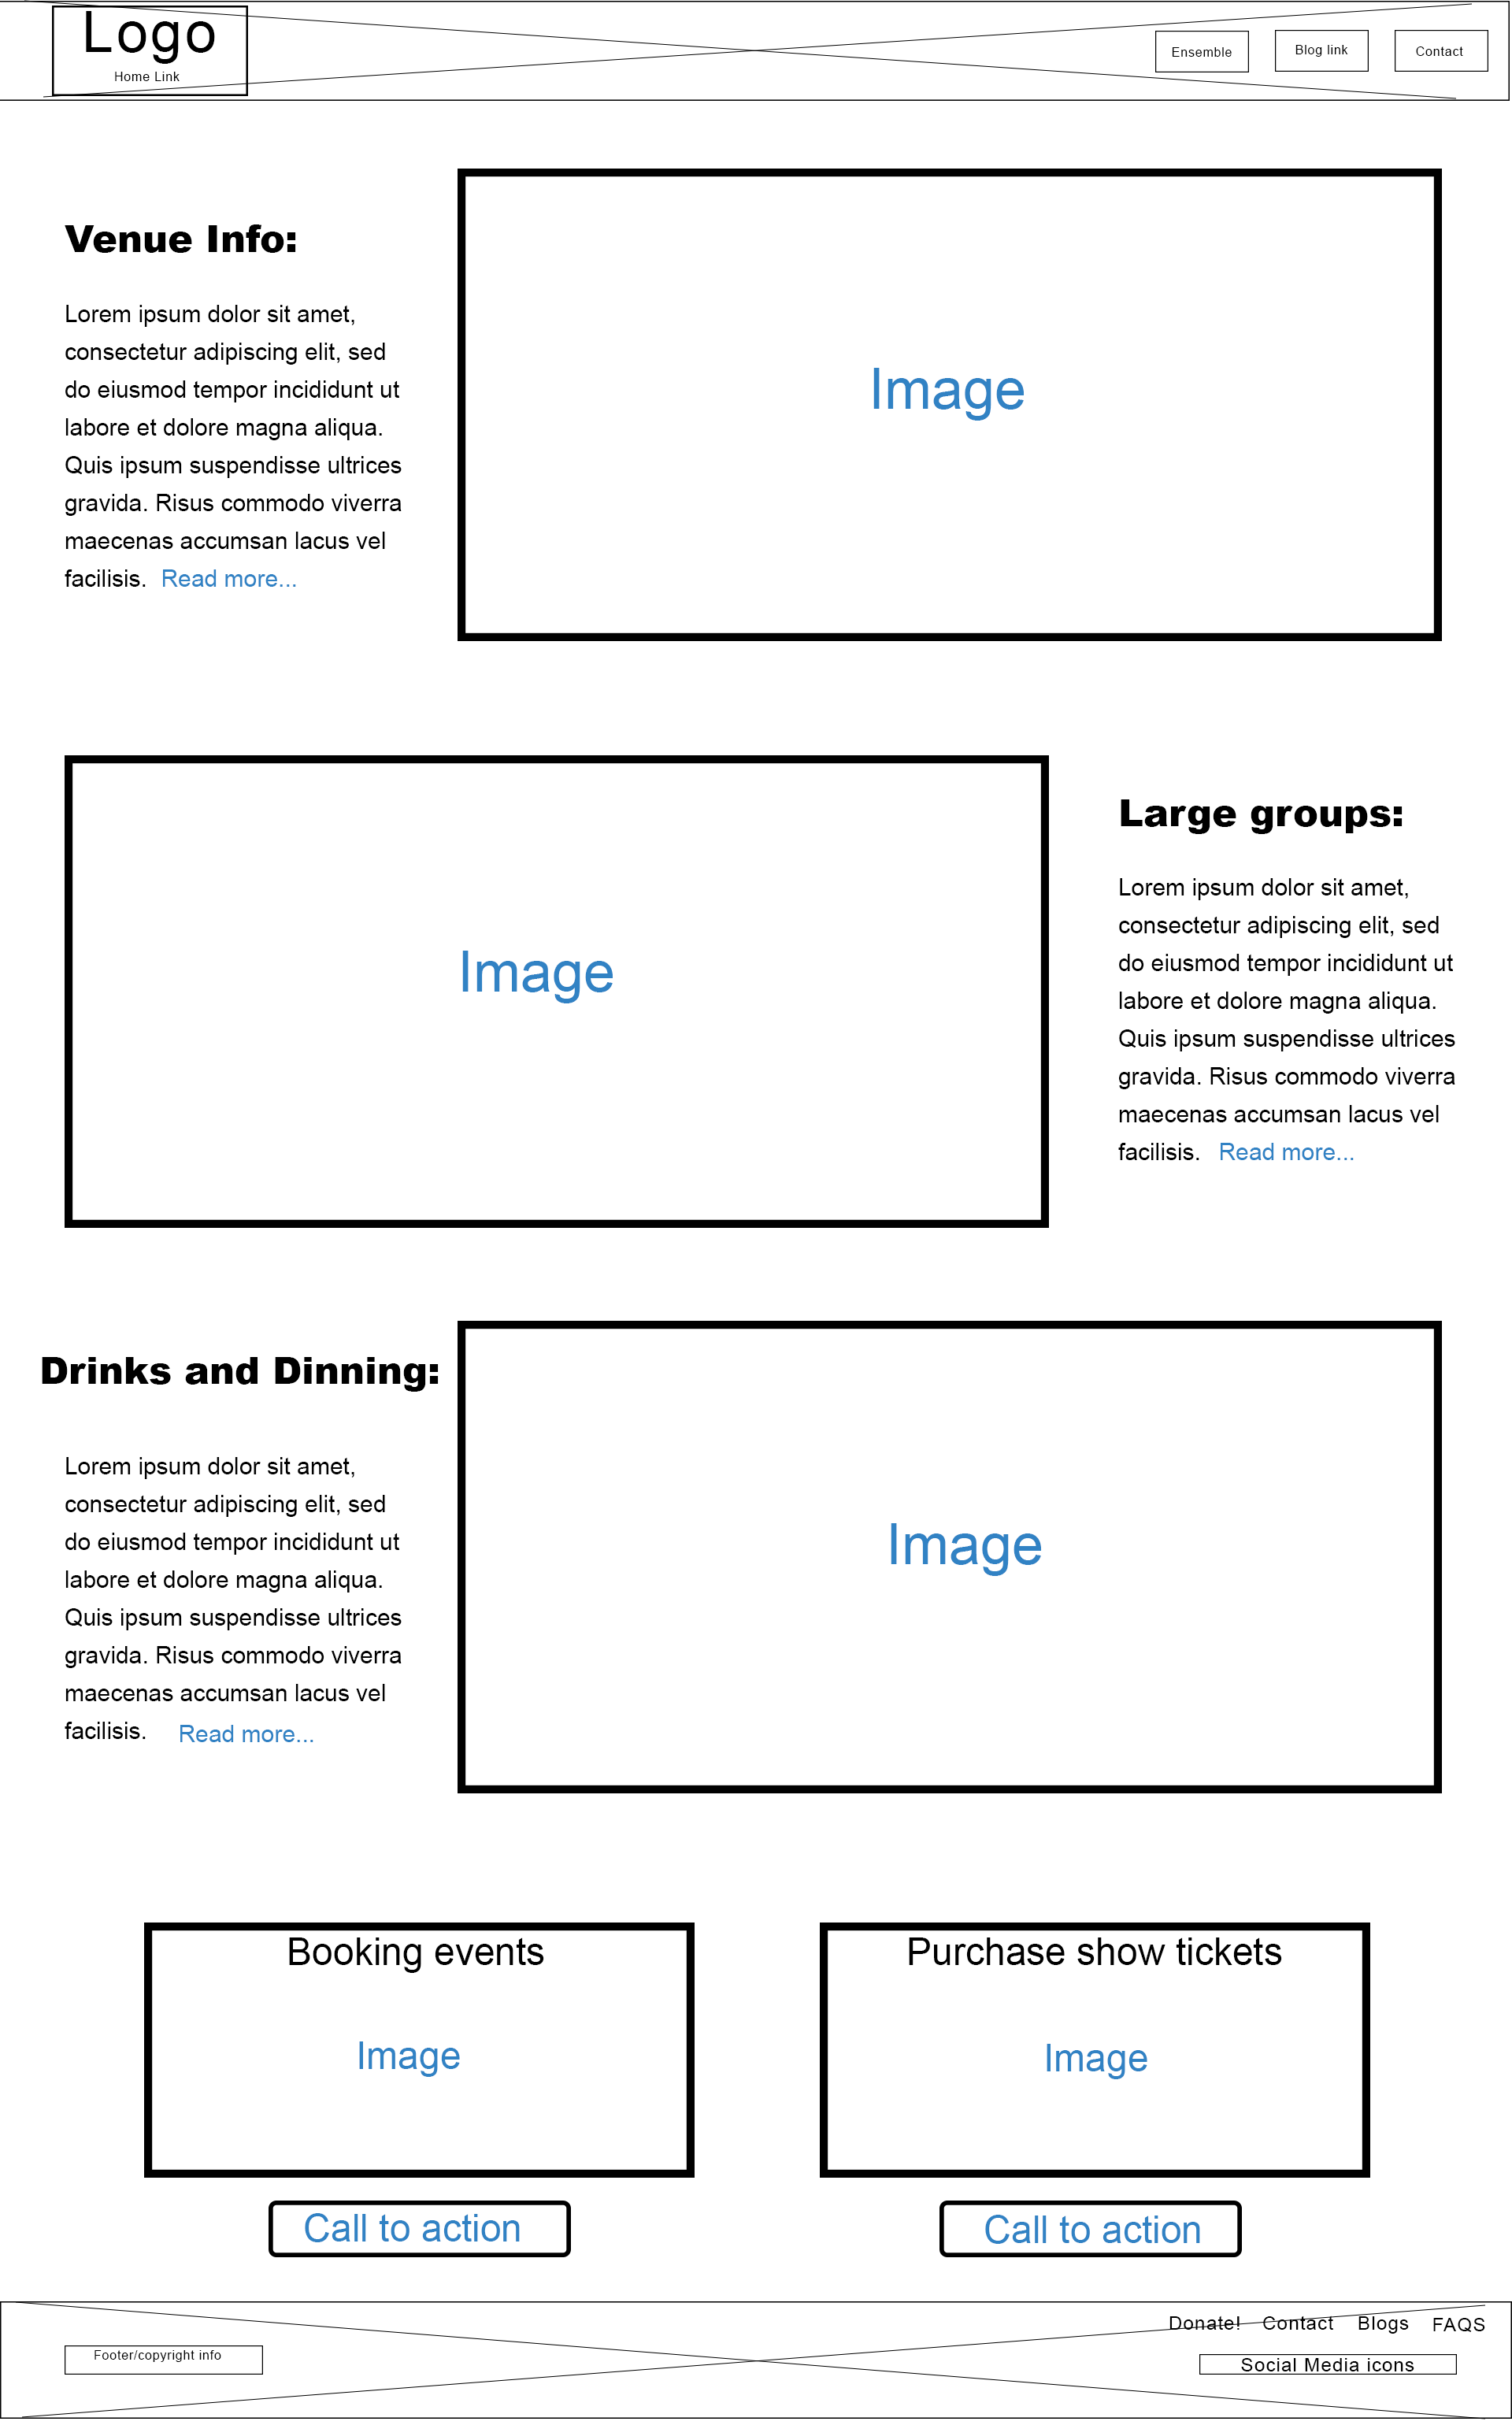 Logo
Home Link
Ensemble
Blog link
Contact
Venue Info:
Lorem ipsum dolor sit amet,
consectetur adipiscing elit, sed
do eiusmod tempor incididunt ut
labore et dolore magna aliqua.
Quis ipsum suspendisse ultrices
gravida. Risus commodo viverra
maecenas accumsan lacus vel
facilisis. Read more...
Image
Image
Large groups:
Lorem ipsum dolor sit amet,
consectetur adipiscing elit, sed
do eiusmod tempor incididunt ut
labore et dolore magna aliqua.
Quis ipsum suspendisse ultrices
gravida. Risus commodo viverra
maecenas accumsan lacus vel
facilisis. Read more...
Drinks and Dinning:
Lorem ipsum dolor sit amet,
consectetur adipiscing elit, sed
do eiusmod tempor incididunt ut
labore et dolore magna aliqua.
Quis ipsum suspendisse ultrices
gravida. Risus commodo viverra
maecenas accumsan lacus vel
facilisis. Read more...
Image
Booking events
Image
Call to action
Purchase show tickets
Image
Call to action
Footer/copyright info
Donate! Contact Blogs FAQS
Social Media icons